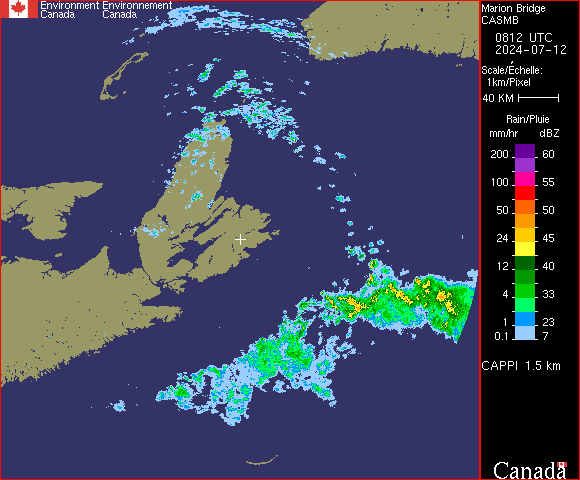 Environment Environnement
Canada Canada
Marion Bridge
CASMB
0812 UTC
2024-07-12
Scale/Échelle:
1km/Pixel
40 KM
Rain/Pluie
mm/hr dBZ
200 60
100 55
50 50
24 45
12 40
4 33
1 23
0.1 7
CAPPI 1.5 km
Canada